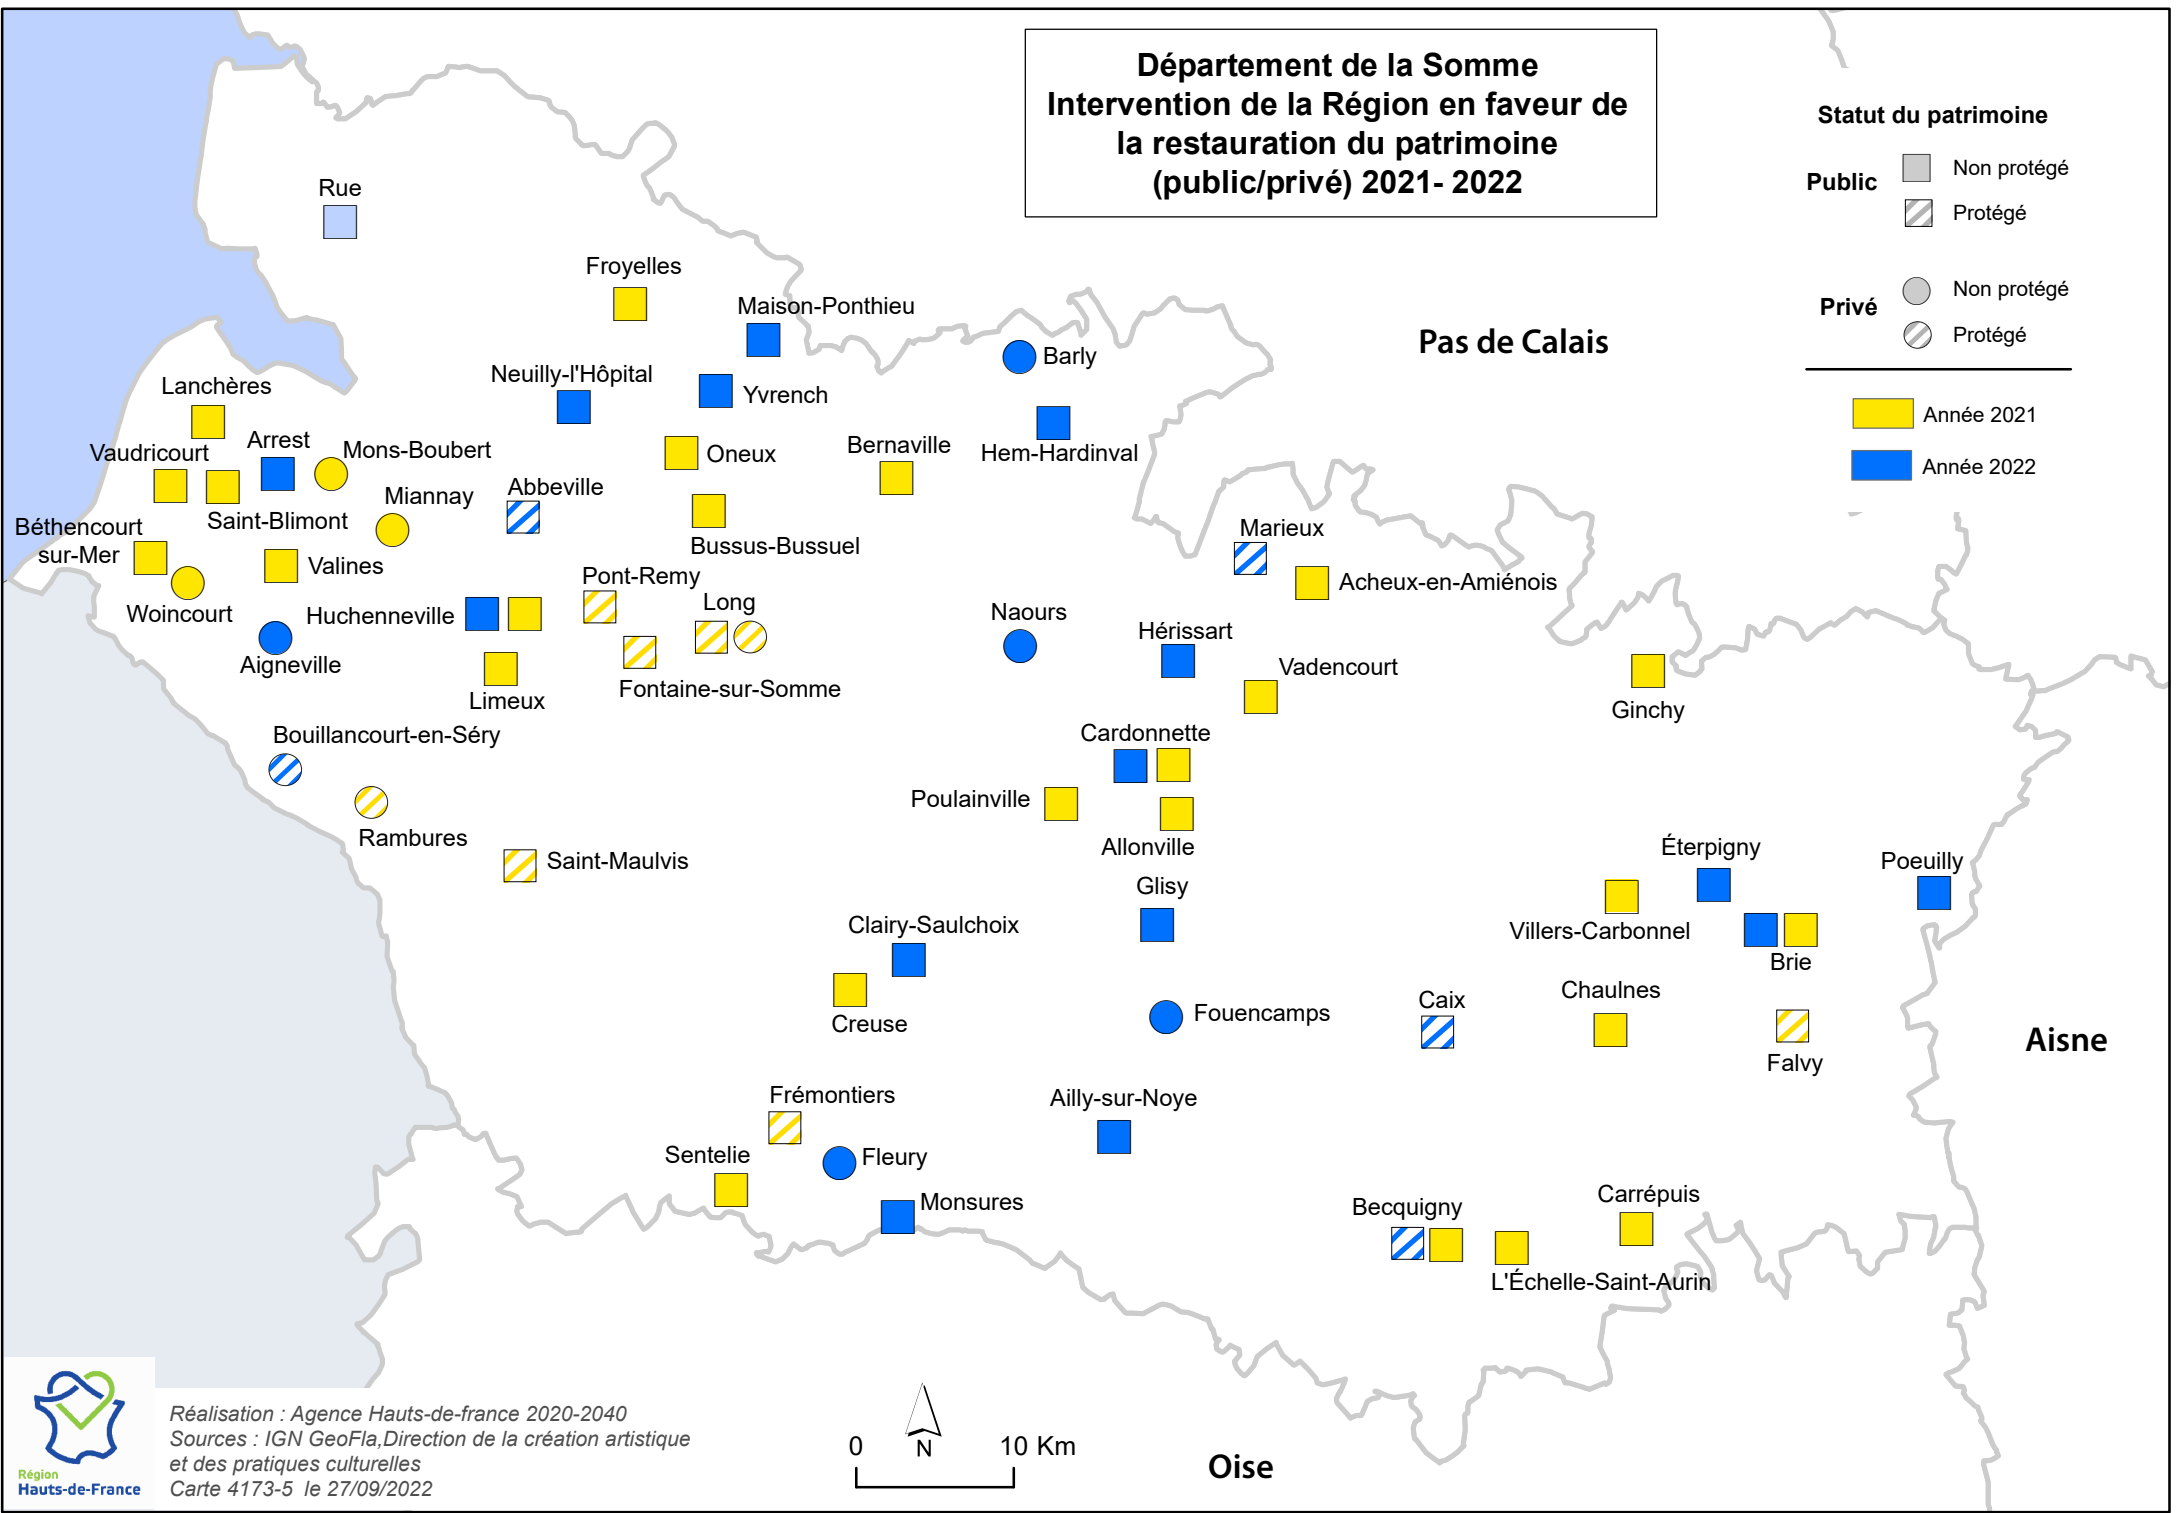 Département de la Somme
Intervention de la Région en faveur de
la restauration du patrimoine
(public/privé) 2021- 2022
Statut du patrimoine
Public
Non protégé
Protégé
Privé
Non protégé
Protégé
Année 2021
Année 2022
Rue
Froyelles
Maison-Ponthieu
Pas de Calais
Barly
Neuilly-l'Hôpital
Yvrench
Lanchères
Arrest
Mons-Boubert
Vaudricourt
Oneux
Bernaville
Hem-Hardinval
Miannay
Abbeville
Saint-Blimont
Béthencourt
sur-Mer
Marieux
Bussus-Bussuel
Valines
Pont-Remy
Acheux-en-Amiénois
Woincourt
Huchenneville
Long
Naours
Hérissart
Aigneville
Vadencourt
Limeux
Fontaine-sur-Somme
Ginchy
Bouillancourt-en-Séry
Cardonnette
Poulainville
Rambures
Allonville
Éterpigny
Poeuilly
Saint-Maulvis
Glisy
Clairy-Saulchoix
Villers-Carbonnel
Brie
Chaulnes
Caix
Fouencamps
Creuse
Aisne
Falvy
Frémontiers
Ailly-sur-Noye
Sentelie
Fleury
Monsures
Carrépuis
Becquigny
L'Échelle-Saint-Aurin
Région
Hauts-de-France
Réalisation : Agence Hauts-de-france 2020-2040
Sources : IGN GeoFla,Direction de la création artistique
et des pratiques culturelles
Carte 4173-5 le 27/09/2022
0
N
10 Km
Oise